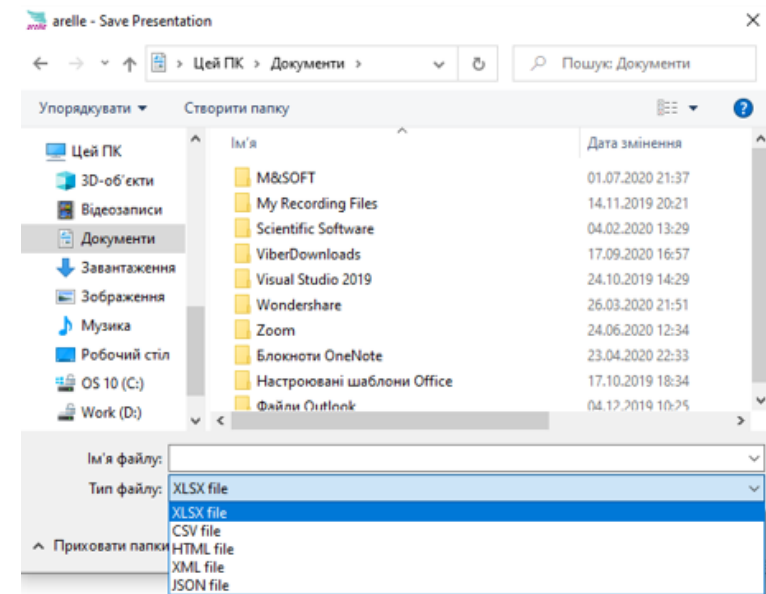 arelle - Save Presentation
Цей ПК > Документи >
Пошук: Документи
Упорядкувати
Створити папку
Цей ПК
3D-об'єкти
Відеозаписи
Документи
Завантаження
Зображення
Музика
Робочий стіл
OS 10 (C:)
Work (D:)
Ім'я Дата змінення
M&SOFT 01.07.2020 21:37
My Recording Files 14.11.2019 20:21
Scientific Software 04.02.2020 13:29
ViberDownloads 17.09.2020 16:57
Visual Studio 2019 24.10.2019 14:29
Wondershare 26.03.2020 21:51
Zoom 24.06.2020 12:34
Блокноти OneNote 23.04.2020 22:33
Настроювані шаблони Office 17.10.2019 18:34
Файли Outlook 04.12.2019 10:25
Ім'я файлу:
Тип файлу: XLSX file
XLSX file
CSV file
HTML file
XML file
JSON file
Приховати папки